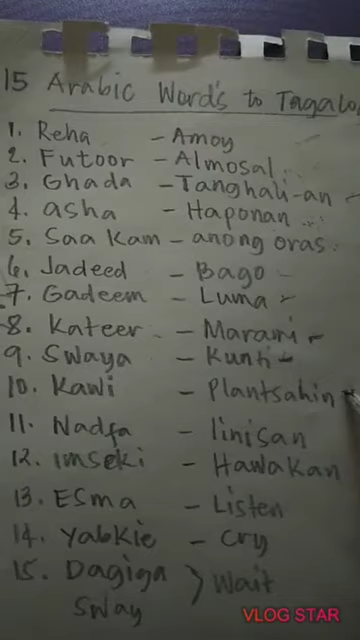 15 Arabic Word's to Tagalo
1. Reha - Amoy
2. Futoor - Almosal
3. Ghada - Tanghali-an
4. asha - Haponan
5. Saa Kam - anong oras
6. Jadeed - Bago
7. Gadeem - Luma
8. Kateer - Marami
9. Swaya - Kunti
10. Kawi - Plantsahin
11. Nadfa - linisan
12. imseki - Hawakan
13. Esma - Listen
14. Yabkie - Cry
15. Dagiga > Wait
Sway
VLOG STAR